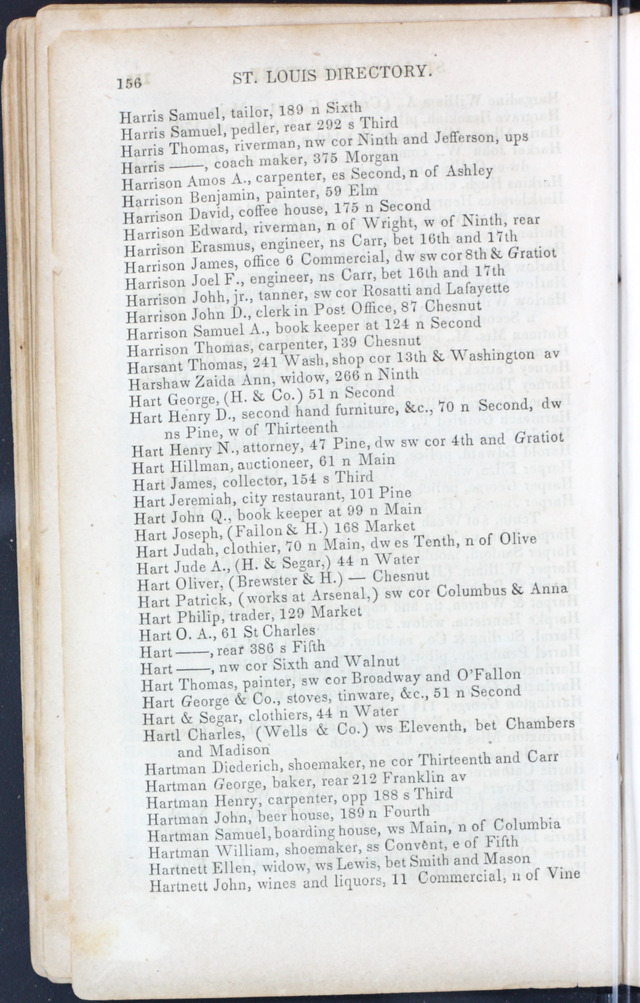 156 ST. LOUIS DIRECTORY.
Harris Samuel, tailor, 189 n Sixth
Harris Samuel, pedler, rear 292 s Third
Harris Thomas, riverman, nw cor Ninth and Jefferson, ups
Harris ——, coach maker, 375 Morgan
Harrison Amos A., carpenter, es Second, n of Ashley
Harrison Benjamin, painter, 59 Elm
Harrison David, coffee house, 175 n Second
Harrison Edward, riverman, n of Wright, w of Ninth, rear
Harrison Erasmus, engineer, ns Carr, bet 16th and 17th
Harrison James, office 6 Commercial, dw sw cor 8th & Gratiot
Harrison Joel F., engineer, ns Carr, bet 16th and 17th
Harrison Johh, jr., tanner, sw cor Rosatti and Lafayette
Harrison John D., clerk in Post Office, 87 Chesnut
Harrison Samuel A., book keeper at 124 n Second
Harrison Thomas, carpenter, 139 Chesnut
Harsant Thomas, 241 Wash, shop cor 13th & Washington av
Harshaw Zaida Ann, widow, 266 n Ninth
Hart George, (H. & Co.) 51 n Second
Hart Henry D., second hand furniture, &c., 70 n Second, dw
ns Pine, w of Thirteenth
Hart Henry N., attorney, 47 Pine, dw sw cor 4th and Gratiot
Hart Hillman, auctioneer, 61 n Main
Hart James, collector, 154 s Third
Hart Jeremiah, city restaurant, 101 Pine
Hart John Q., book keeper at 99 n Main
Hart Joseph, (Fallon & H.) 168 Market
Hart Judah, clothier, 70 n Main, dw es Tenth, n of Olive
Hart Jude A., (H. & Segar,) 44 n Water
Hart Oliver, (Brewster & H.) — Chesnut
Hart Patrick, (works at Arsenal,) sw cor Columbus & Anna
Hart Philip, trader, 129 Market
Hart O. A., 61 St Charles
Hart ——, rear 386 s Fifth
Hart ——, nw cor Sixth and Walnut
Hart Thomas, painter, sw cor Broadway and O'Fallon
Hart George & Co., stoves, tinware, &c., 51 n Second
Hart & Segar, clothiers, 44 n Water
Hartl Charles, (Wells & Co.) ws Eleventh, bet Chambers
and Madison
Hartman Diederich, shoemaker, ne cor Thirteenth and Carr
Hartman George, baker, rear 212 Franklin av
Hartman Henry, carpenter, opp 188 s Third
Hartman John, beer house, 189 n Fourth
Hartman Samuel, boarding house, ws Main, n of Columbia
Hartman William, shoemaker, ss Convent, e of Fifth
Hartnett Ellen, widow, ws Lewis, bet Smith and Mason
Hartnett John, wines and liquors, 11 Commercial, n of Vine